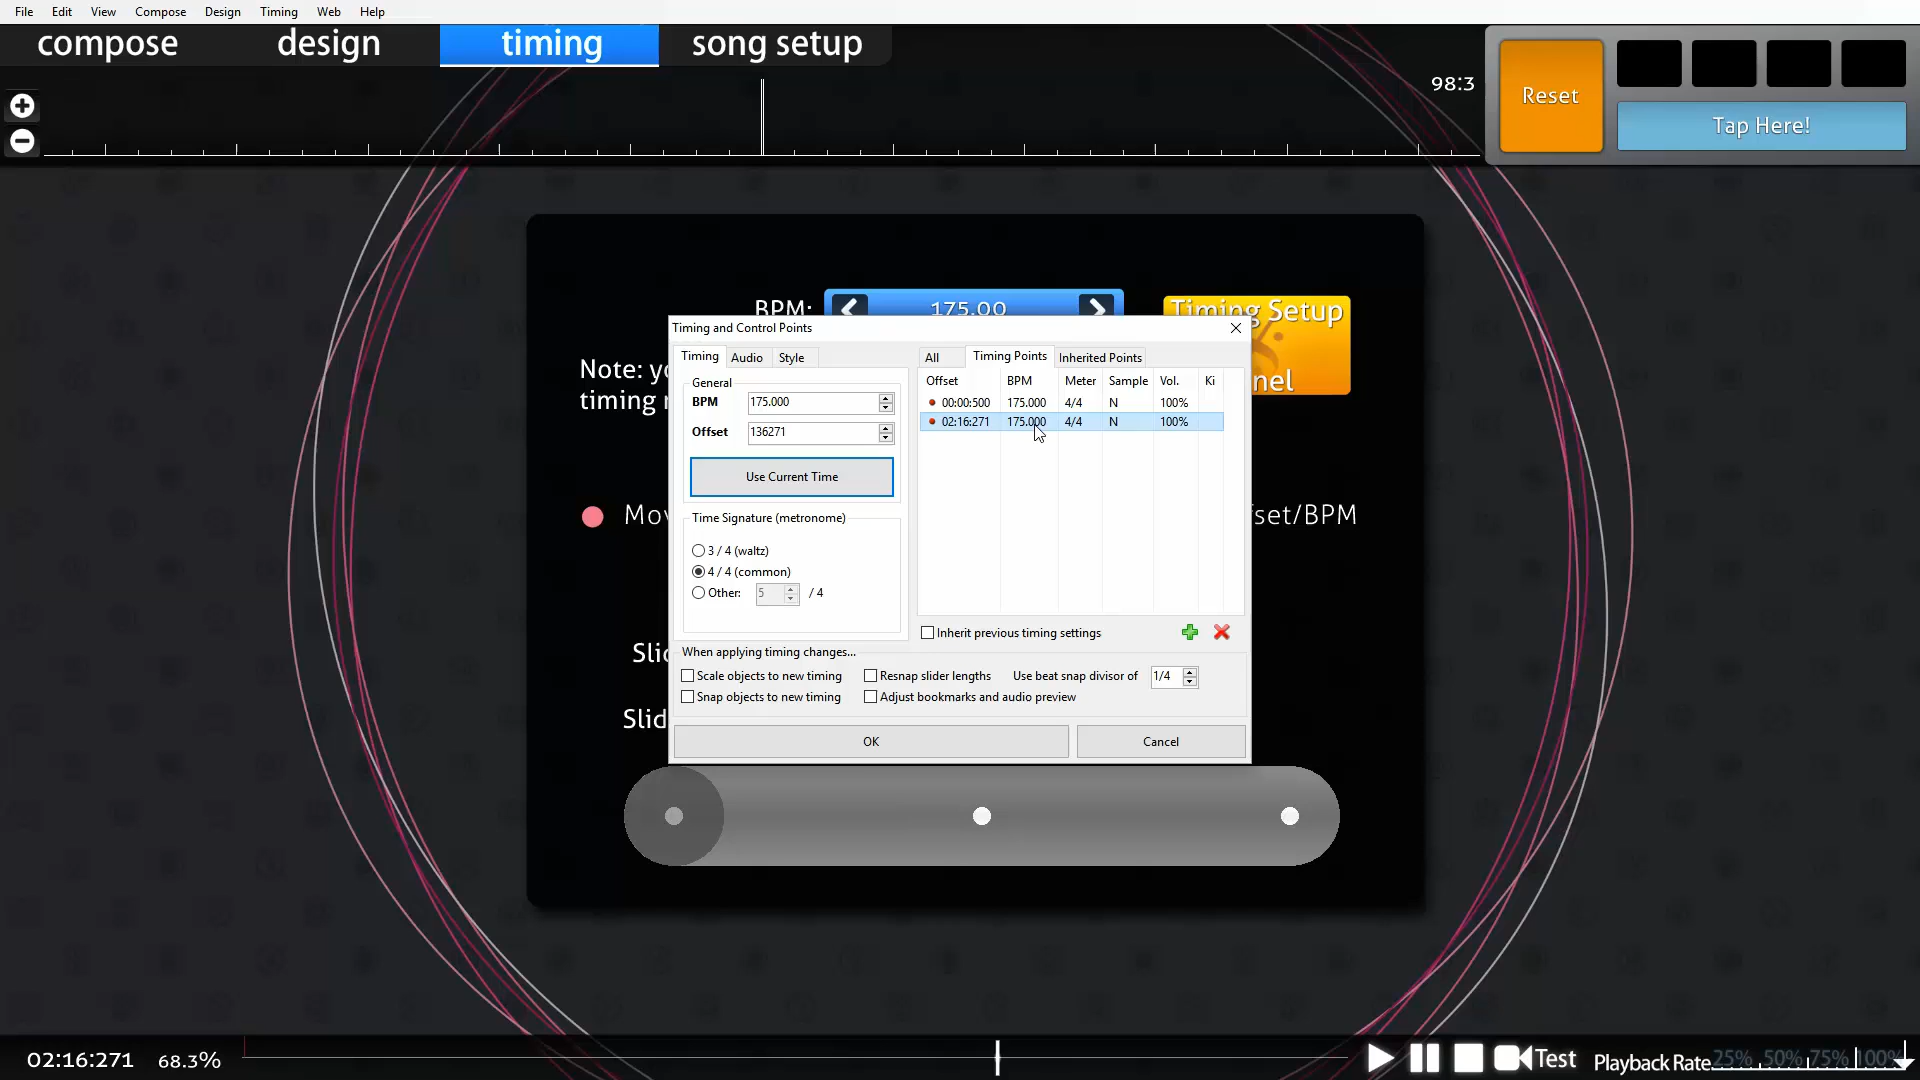 File Edit View Compose Design Timing Web Help
compose design timing song setup
98:3
Reset
Tap Here!
BPM: 175.00
Timing Setup
nel
Note: yo
timing r
Mov
fset/BPM
Slid
Timing and Control Points
Timing Audio Style
General
BPM 175.000
Offset 136271
Use Current Time
Time Signature (metronome)
3 / 4 (waltz)
4 / 4 (common)
Other: 5 / 4
All Timing Points Inherited Points
Offset BPM Meter Sample Vol. Ki
00:00:500 175.000 4/4 N 100%
02:16:271 175.000 4/4 N 100%
Inherit previous timing settings
When applying timing changes...
Scale objects to new timing Resnap slider lengths Use beat snap divisor of 1/4
Snap objects to new timing Adjust bookmarks and audio preview
OK Cancel
02:16:271 68.3%
Test Playback Rate 25% 50% 75% 100%